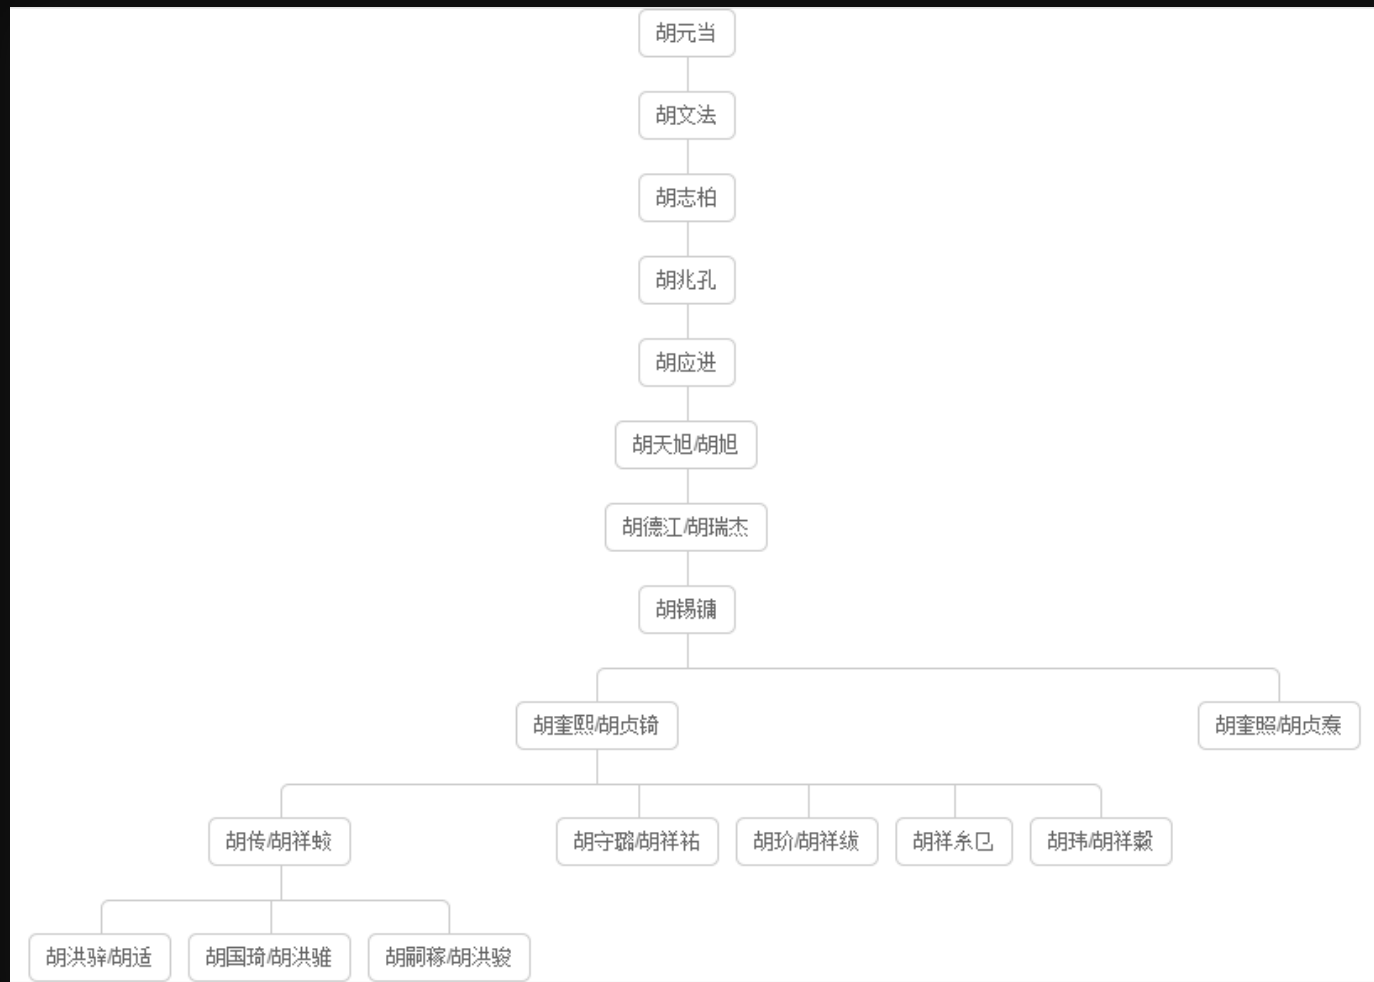 胡元当
胡文法
胡志柏
胡兆孔
胡应进
胡天旭/胡旭
胡德江/胡瑞杰
胡锡镛
胡奎熙/胡贞锜
胡奎照/胡贞焘
胡传/胡祥蛟
胡守璐/胡祥祐
胡玠/胡祥绂
胡祥糸巳
胡玮/胡祥
胡洪骍/胡适
胡国琦/胡洪骓
胡嗣稼/胡洪骏